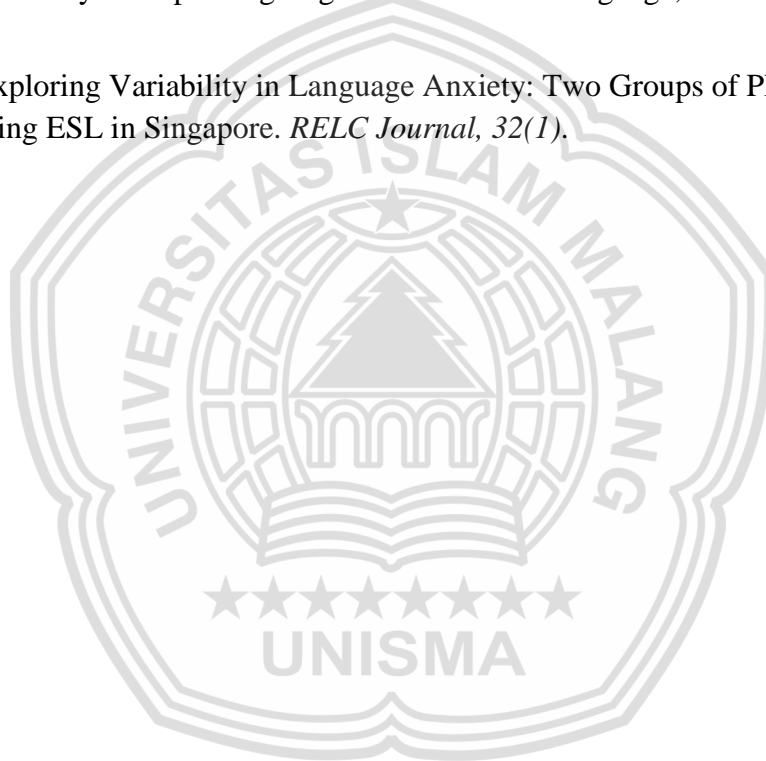 xploring Variability in Language Anxiety: Two Groups of P
ing ESL in Singapore. RELC Journal, 32(1).
UNIVERSITAS ISLAM MALANG
UNISMA